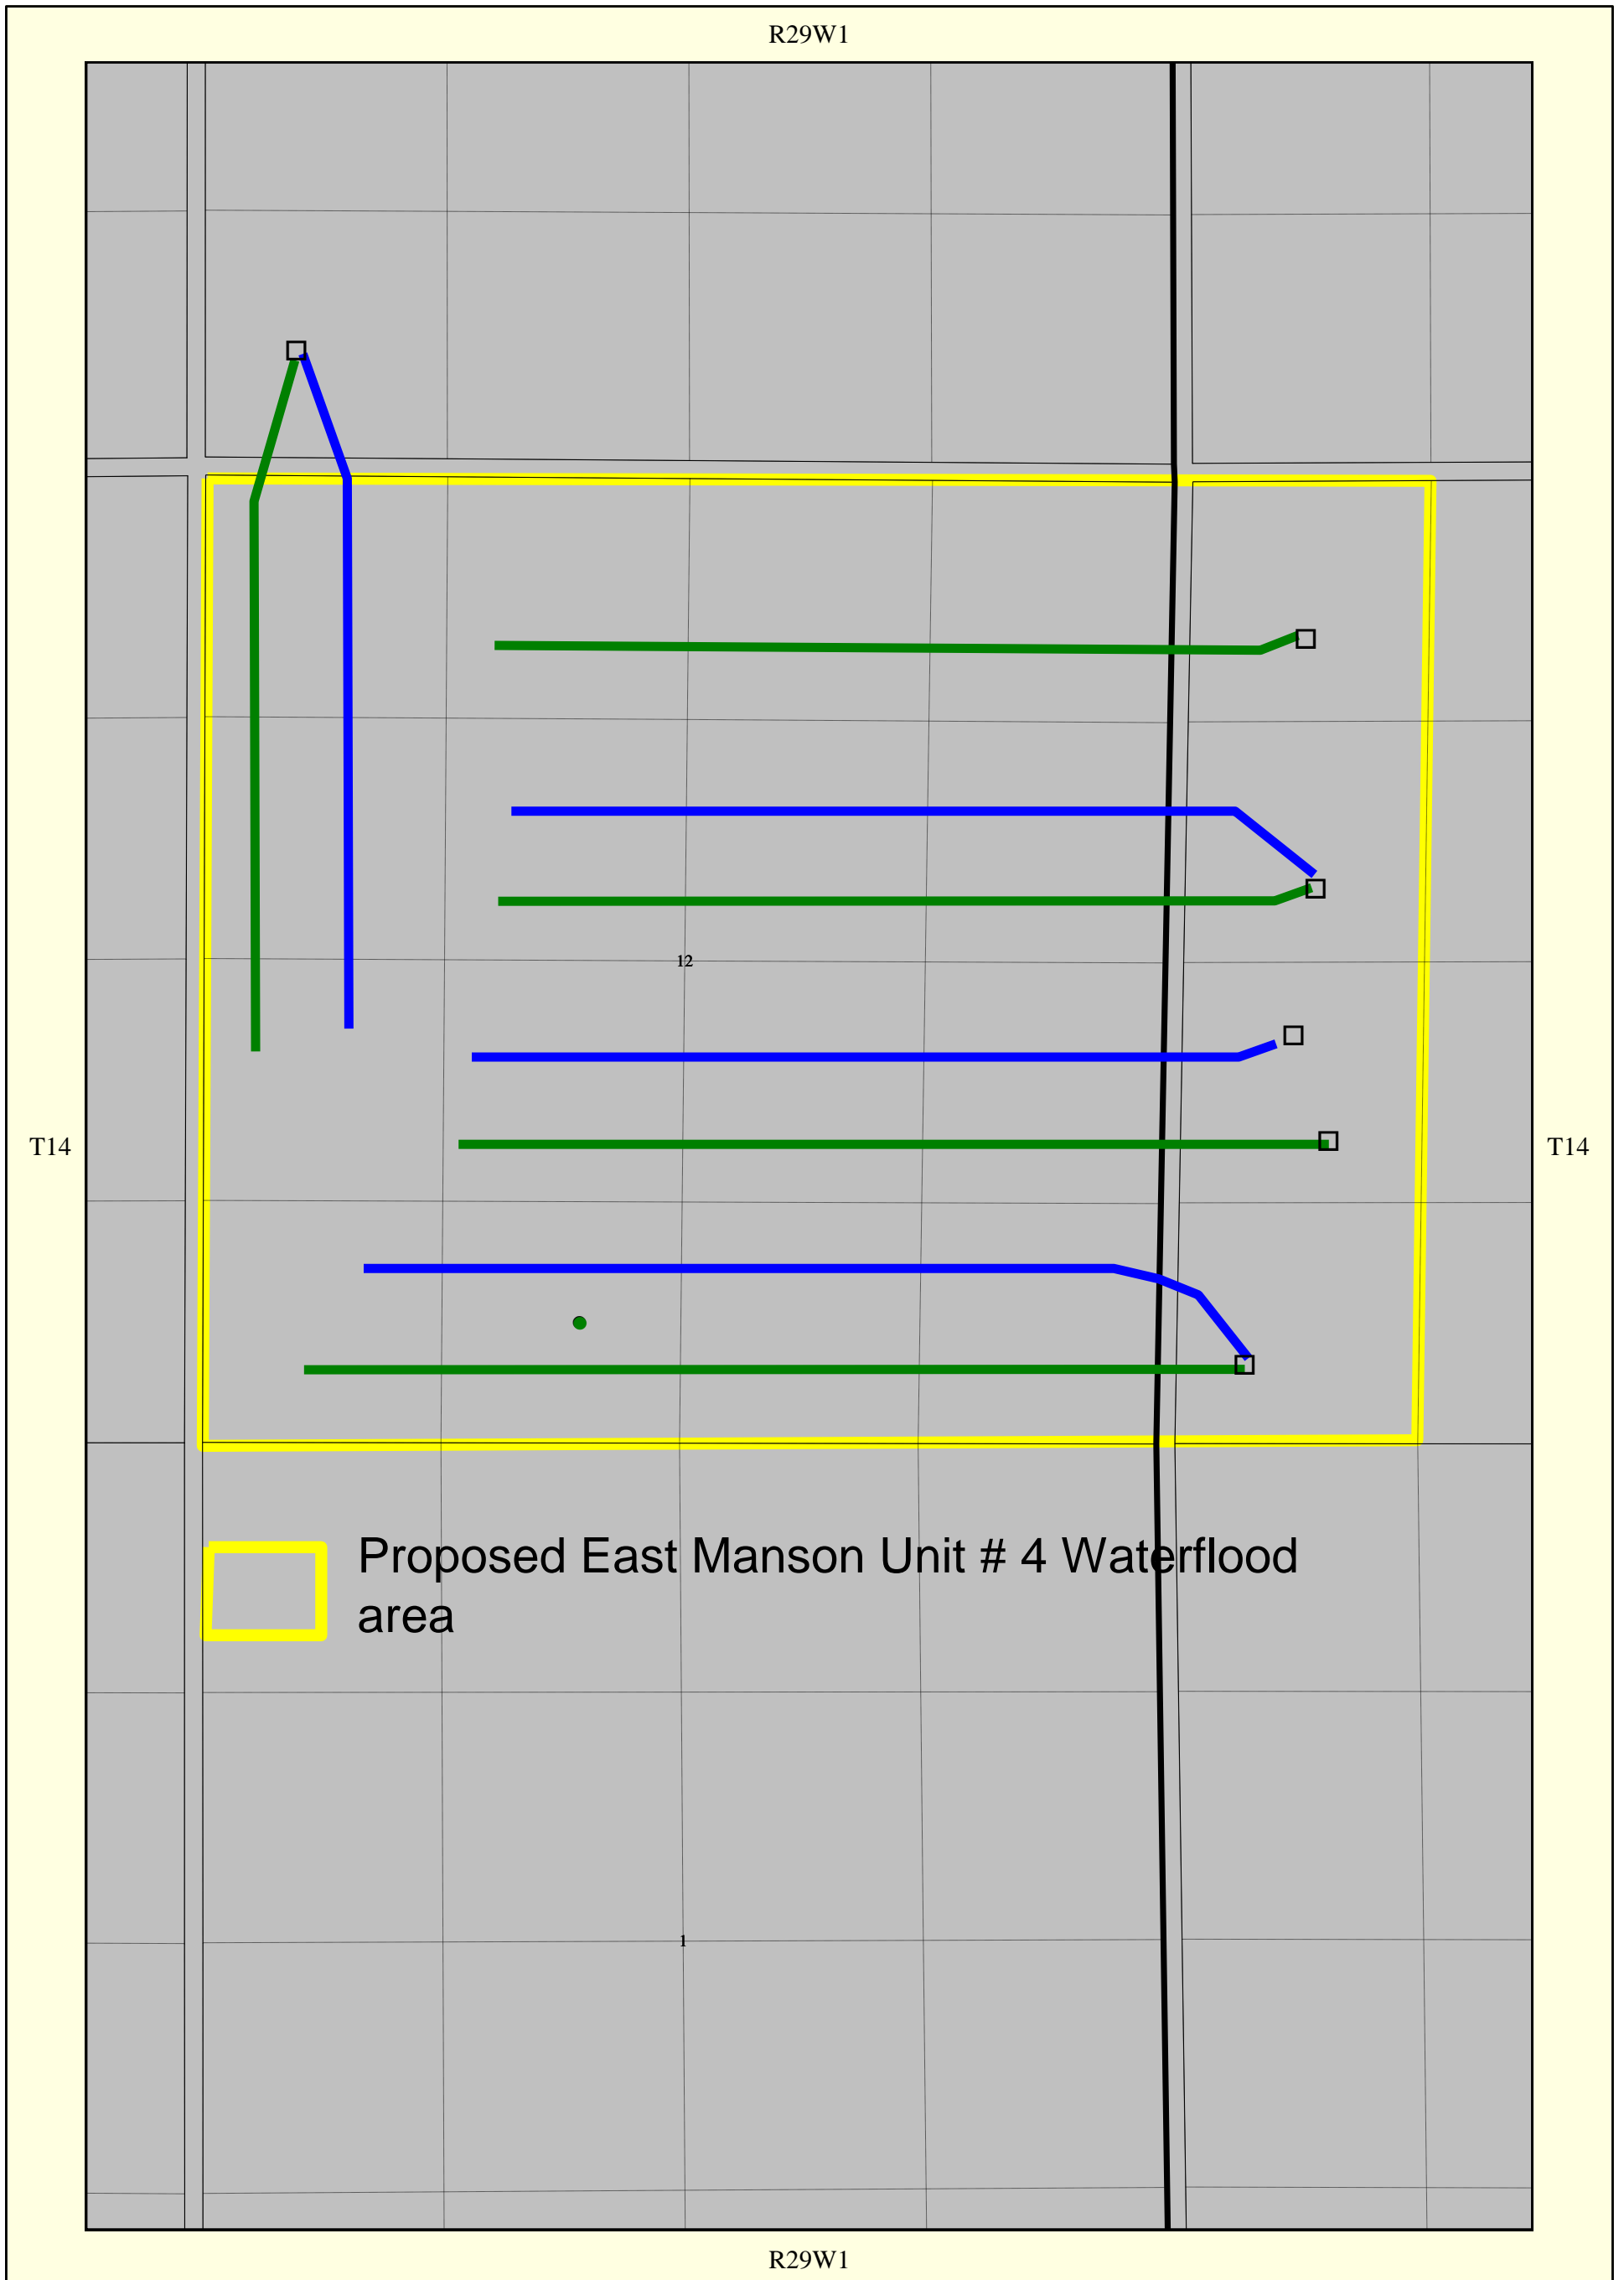 R29W1
12
T14
T14
Proposed East Manson Unit # 4 Waterflood
area
1
R29W1